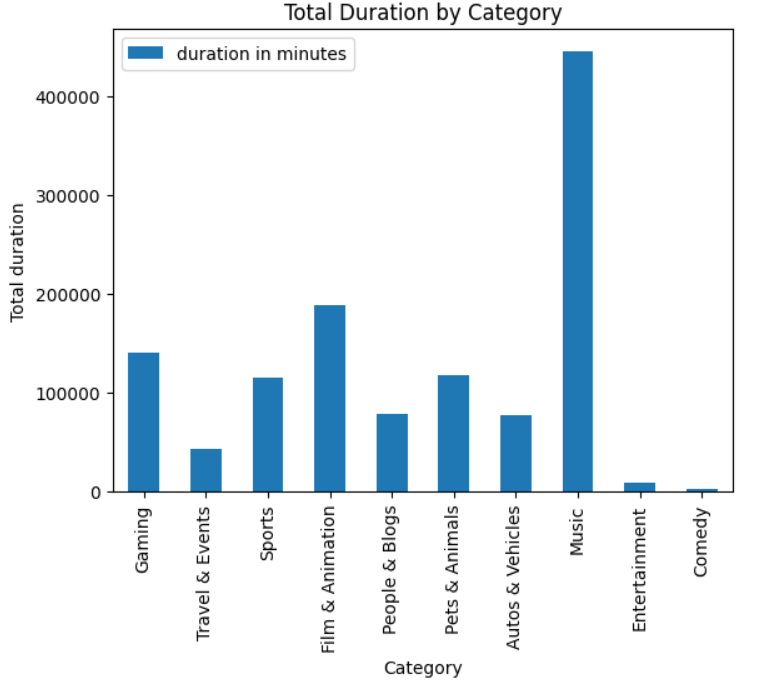 Total Duration by Category
duration in minutes
400000
300000
200000
100000
0
Total duration
Gaming
Travel & Events
Sports
Film & Animation
People & Blogs
Pets & Animals
Autos & Vehicles
Music
Entertainment
Comedy
Category